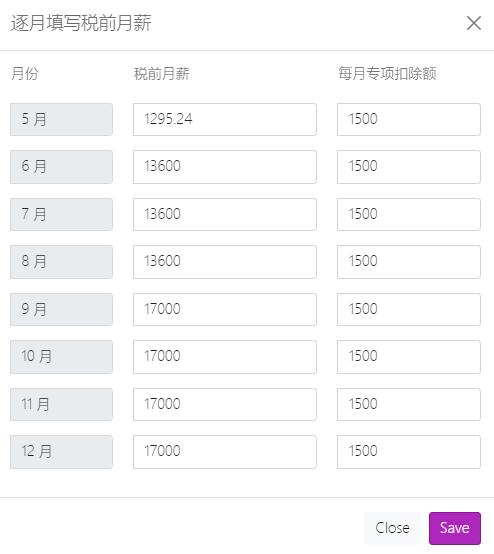 逐月填写税前月薪
月份 税前月薪 每月专项扣除额
5 月 1295.24 1500
6 月 13600 1500
7 月 13600 1500
8 月 13600 1500
9 月 17000 1500
10 月 17000 1500
11 月 17000 1500
12 月 17000 1500
Close Save